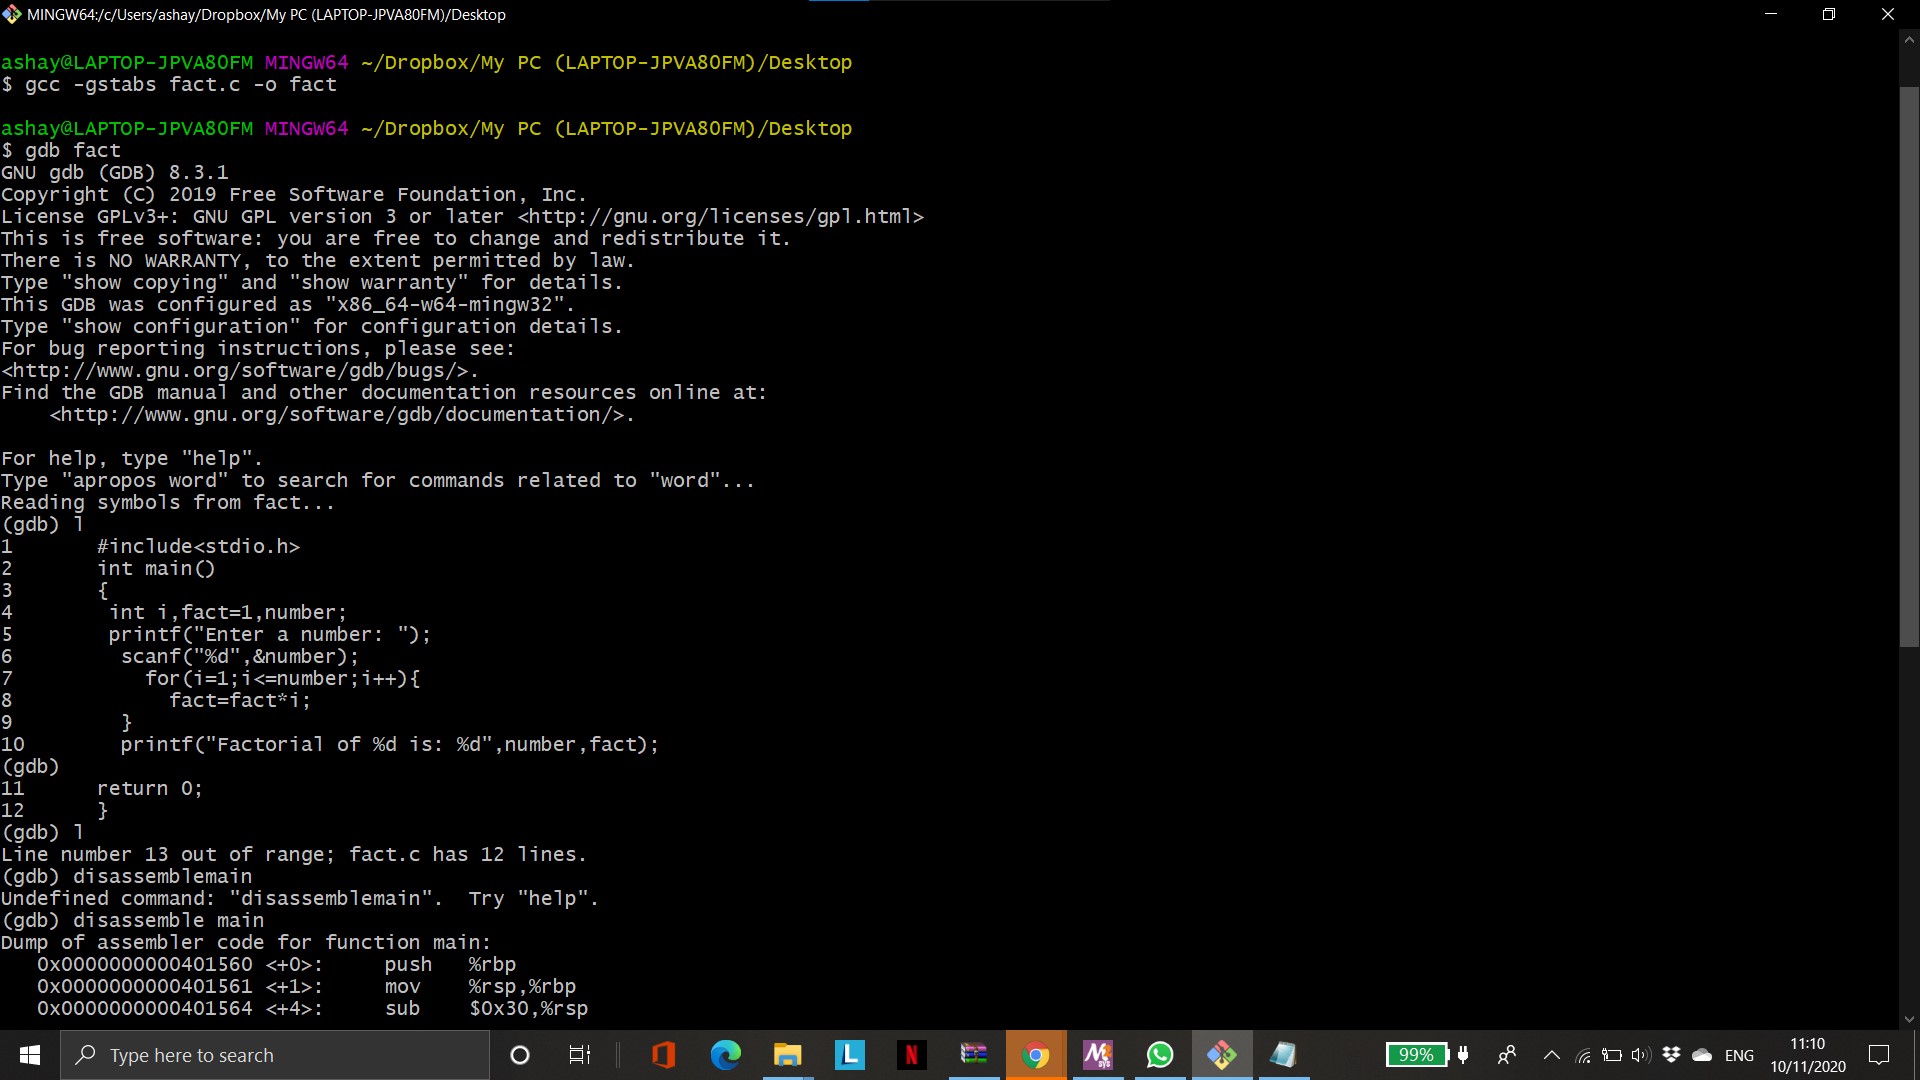 MINGW64:/c/Users/ashay/Dropbox/My PC (LAPTOP-JPVA80FM)/Desktop
ashay@LAPTOP-JPVA80FM MINGW64 ~/Dropbox/My PC (LAPTOP-JPVA80FM)/Desktop
$ gcc -gstabs fact.c -o fact
ashay@LAPTOP-JPVA80FM MINGW64 ~/Dropbox/My PC (LAPTOP-JPVA80FM)/Desktop
$ gdb fact
GNU gdb (GDB) 8.3.1
Copyright (C) 2019 Free Software Foundation, Inc.
License GPLv3+: GNU GPL version 3 or later <http://gnu.org/licenses/gpl.html>
This is free software: you are free to change and redistribute it.
There is NO WARRANTY, to the extent permitted by law.
Type "show copying" and "show warranty" for details.
This GDB was configured as "x86_64-w64-mingw32".
Type "show configuration" for configuration details.
For bug reporting instructions, please see:
<http://www.gnu.org/software/gdb/bugs/>.
Find the GDB manual and other documentation resources online at:
    <http://www.gnu.org/software/gdb/documentation/>.
For help, type "help".
Type "apropos word" to search for commands related to "word"...
Reading symbols from fact...
(gdb) l
1       #include<stdio.h>
2       int main()
3       {
4        int i,fact=1,number;
5        printf("Enter a number: ");
6         scanf("%d",&number);
7           for(i=1;i<=number;i++){
8             fact=fact*i;
9         }
10        printf("Factorial of %d is: %d",number,fact);
(gdb)
11      return 0;
12      }
(gdb) l
Line number 13 out of range; fact.c has 12 lines.
(gdb) disassemblemain
Undefined command: "disassemblemain".  Try "help".
(gdb) disassemble main
Dump of assembler code for function main:
   0x0000000000401560 <+0>:     push   %rbp
   0x0000000000401561 <+1>:     mov    %rsp,%rbp
   0x0000000000401564 <+4>:     sub    $0x30,%rsp
Type here to search
L
N
M
sys
99%
ENG
11:10
10/11/2020